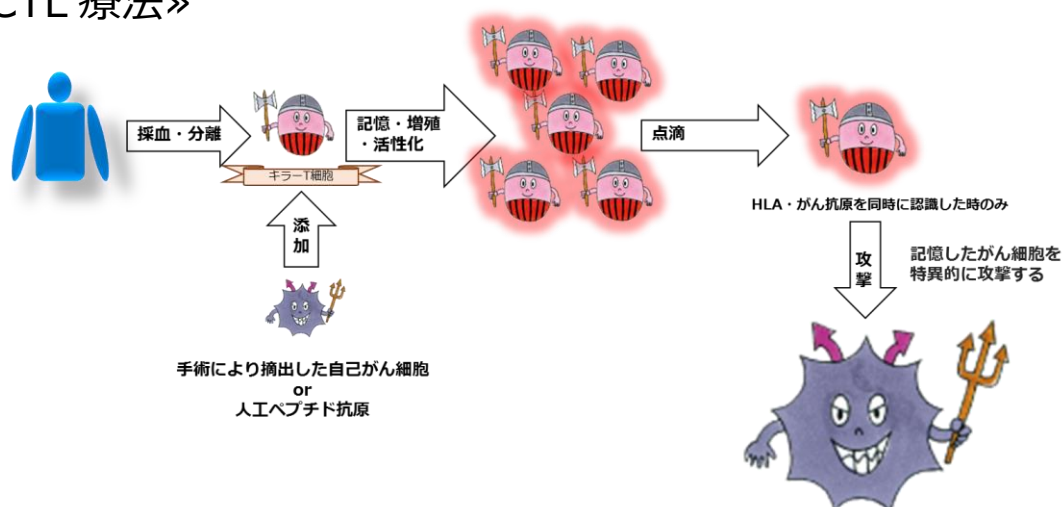 CTL 療法»
採血・分離
キラーT細胞
記憶・増殖
・活性化
点滴
添
加
手術により摘出した自己がん細胞
or
人工ペプチド抗原
HLA・がん抗原を同時に認識した時のみ
攻
撃
記憶したがん細胞を
特異的に攻撃する